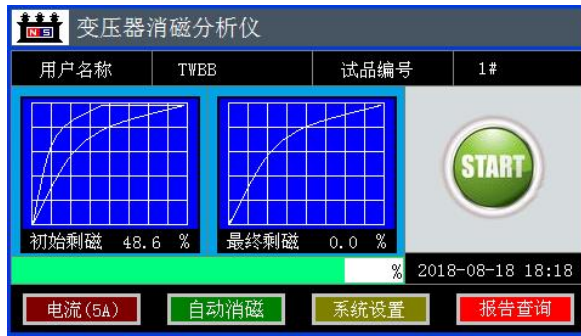 N S 变压器消磁分析仪
用户名称 TWBB 试品编号 1#
START
初始剩磁 48.6 % 最终剩磁 0.0 %
% 2018-08-18 18:18
电流(5A) 自动消磁 系统设置 报告查询